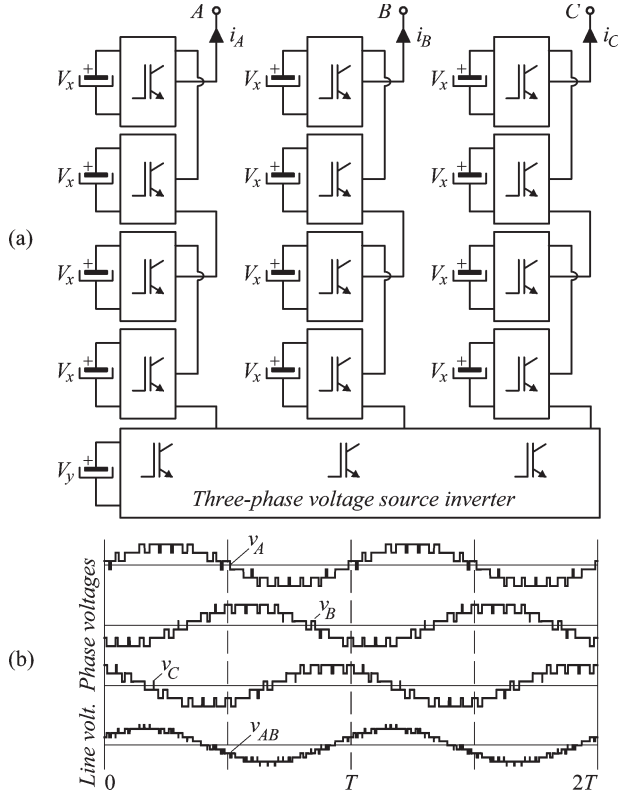 A B C
i_A i_B i_C
+ + +
V_x V_x V_x
+ + +
V_x V_x V_x
(a)
+ + +
V_x V_x V_x
+ + +
V_x V_x V_x
+
V_y
Three-phase voltage source inverter
(b)
Line volt. Phase voltages
v_A
v_B
v_C
v_AB
0 T 2T